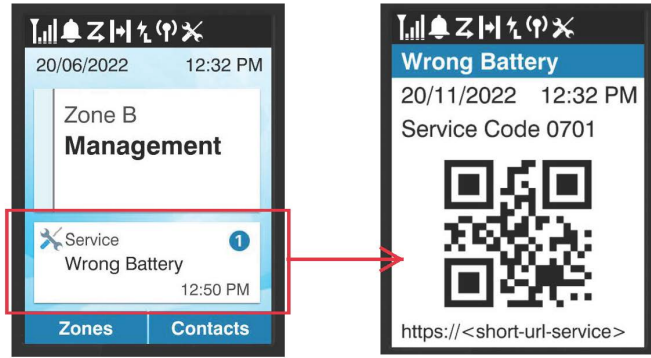 20/06/2022 12:32 PM
Zone B
Management
Service 1
Wrong Battery
12:50 PM
Zones Contacts
Wrong Battery
20/11/2022 12:32 PM
Service Code 0701
https://<short-url-service>